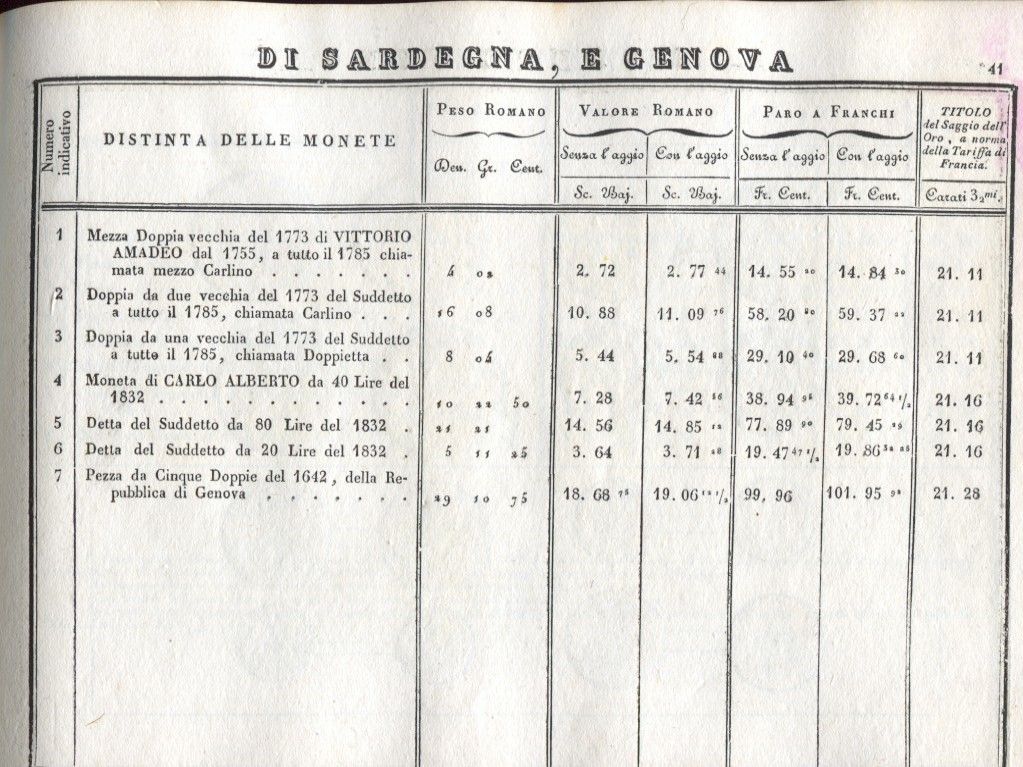 DI SARDEGNA, E GENOVA
41
Numero indicativo
DISTINTA DELLE MONETE
PESO ROMANO
VALORE ROMANO
PARO A FRANCHI
TITOLO
del Saggio dell'
Oro, a norma
della Tariffa di
Francia.
Den. Gr. Cent.
Senza l'aggio Con l'aggio Senza l'aggio Con l'aggio
Sc. Baj. Sc. Baj. Fr. Cent. Fr. Cent. Carati 32mi.
1 Mezza Doppia vecchia del 1773 di VITTORIO
AMADEO dal 1755, a tutto il 1785 chia-
mata mezzo Carlino . . . . . . . 4 02 2. 72 2. 77 44 14. 55 20 14. 84 30 21. 11
2 Doppia da due vecchia del 1773 del Suddetto
a tutto il 1785, chiamata Carlino . . . 16 08 10. 88 11. 09 76 58. 20 80 59. 37 21. 11
3 Doppia da una vecchia del 1773 del Suddetto
a tutto il 1785, chiamata Doppietta . . 8 04 5. 44 5. 54 88 29. 10 40 29. 68 60 21. 11
4 Moneta di CARLO ALBERTO da 40 Lire del
1832 . . . . . . . . . . . . . 10 22 50 7. 28 7. 42 56 38. 94 95 39. 72 84 1/2 21. 16
5 Detta del Suddetto da 80 Lire del 1832 . 21 21 14. 56 14. 85 12 77. 89 90 79. 45 21. 16
6 Detta del Suddetto da 20 Lire del 1832 . 5 11 25 3. 64 3. 71 28 19. 47 47 1/2 19. 86 21. 16
7 Pezza da Cinque Doppie del 1642, della Re-
pubblica di Genova . . . . . . . 29 10 75 18. 68 75 19. 06 12 1/2 99. 96 101. 95 92 21. 28